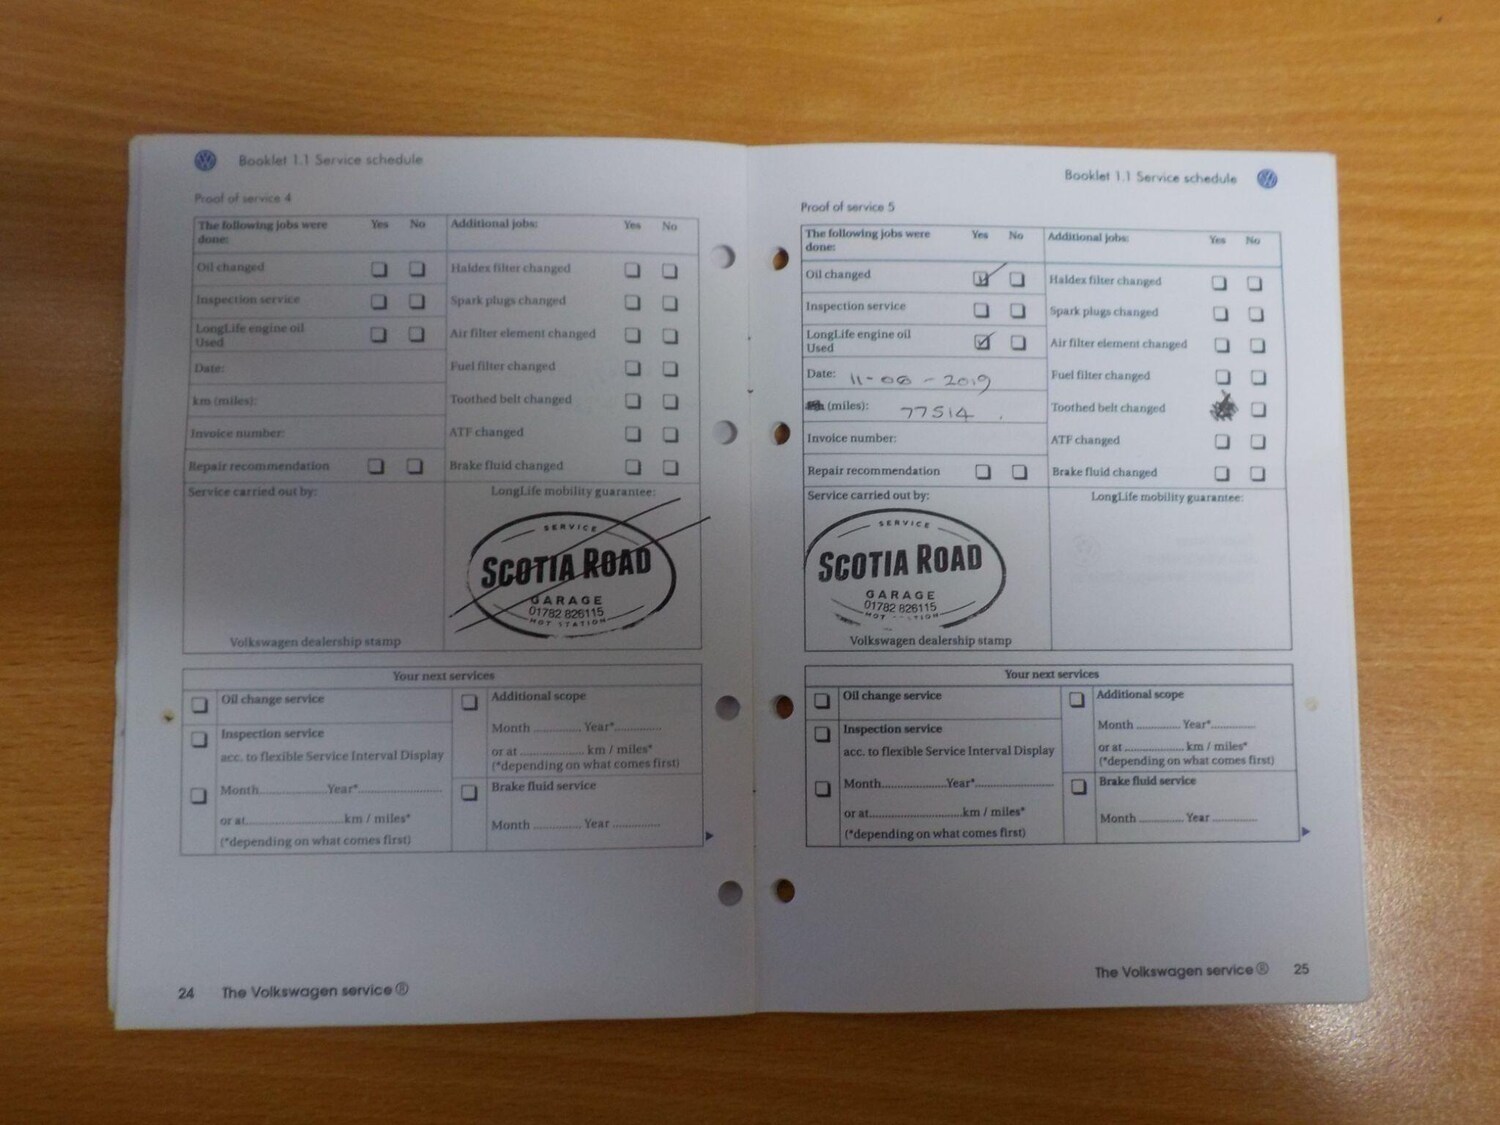 Booklet 1.1 Service schedule
Proof of service 4
The following jobs were done: Yes No Additional jobs: Yes No
Oil changed Haldex filter changed
Inspection service Spark plugs changed
LongLife engine oil Used Air filter element changed
Date: Fuel filter changed
km (miles): Toothed belt changed
Invoice number: ATF changed
Repair recommendation Brake fluid changed
Service carried out by: LongLife mobility guarantee:
SERVICE
SCOTIA ROAD
GARAGE
01782 826115
MOT STATION
Volkswagen dealership stamp
Your next services
Oil change service Additional scope
Inspection service Month ............ Year*............
acc. to flexible Service Interval Display or at ................ km / miles*
(*depending on what comes first)
Month.................Year*..................... Brake fluid service
or at.........................km / miles* Month ............ Year ............
(*depending on what comes first)
24 The Volkswagen service®
Booklet 1.1 Service schedule
Proof of service 5
The following jobs were done: Yes No Additional jobs: Yes No
Oil changed Haldex filter changed
Inspection service Spark plugs changed
LongLife engine oil Used Air filter element changed
Date: 11-06-2019 Fuel filter changed
(miles): 77514 Toothed belt changed
Invoice number: ATF changed
Repair recommendation Brake fluid changed
Service carried out by: LongLife mobility guarantee:
SERVICE
SCOTIA ROAD
GARAGE
01782 826115
Volkswagen dealership stamp
Your next services
Oil change service Additional scope
Inspection service Month ............ Year*............
acc. to flexible Service Interval Display or at ................ km / miles*
(*depending on what comes first)
Month.................Year*..................... Brake fluid service
or at.........................km / miles* Month ............ Year ............
(*depending on what comes first)
The Volkswagen service® 25